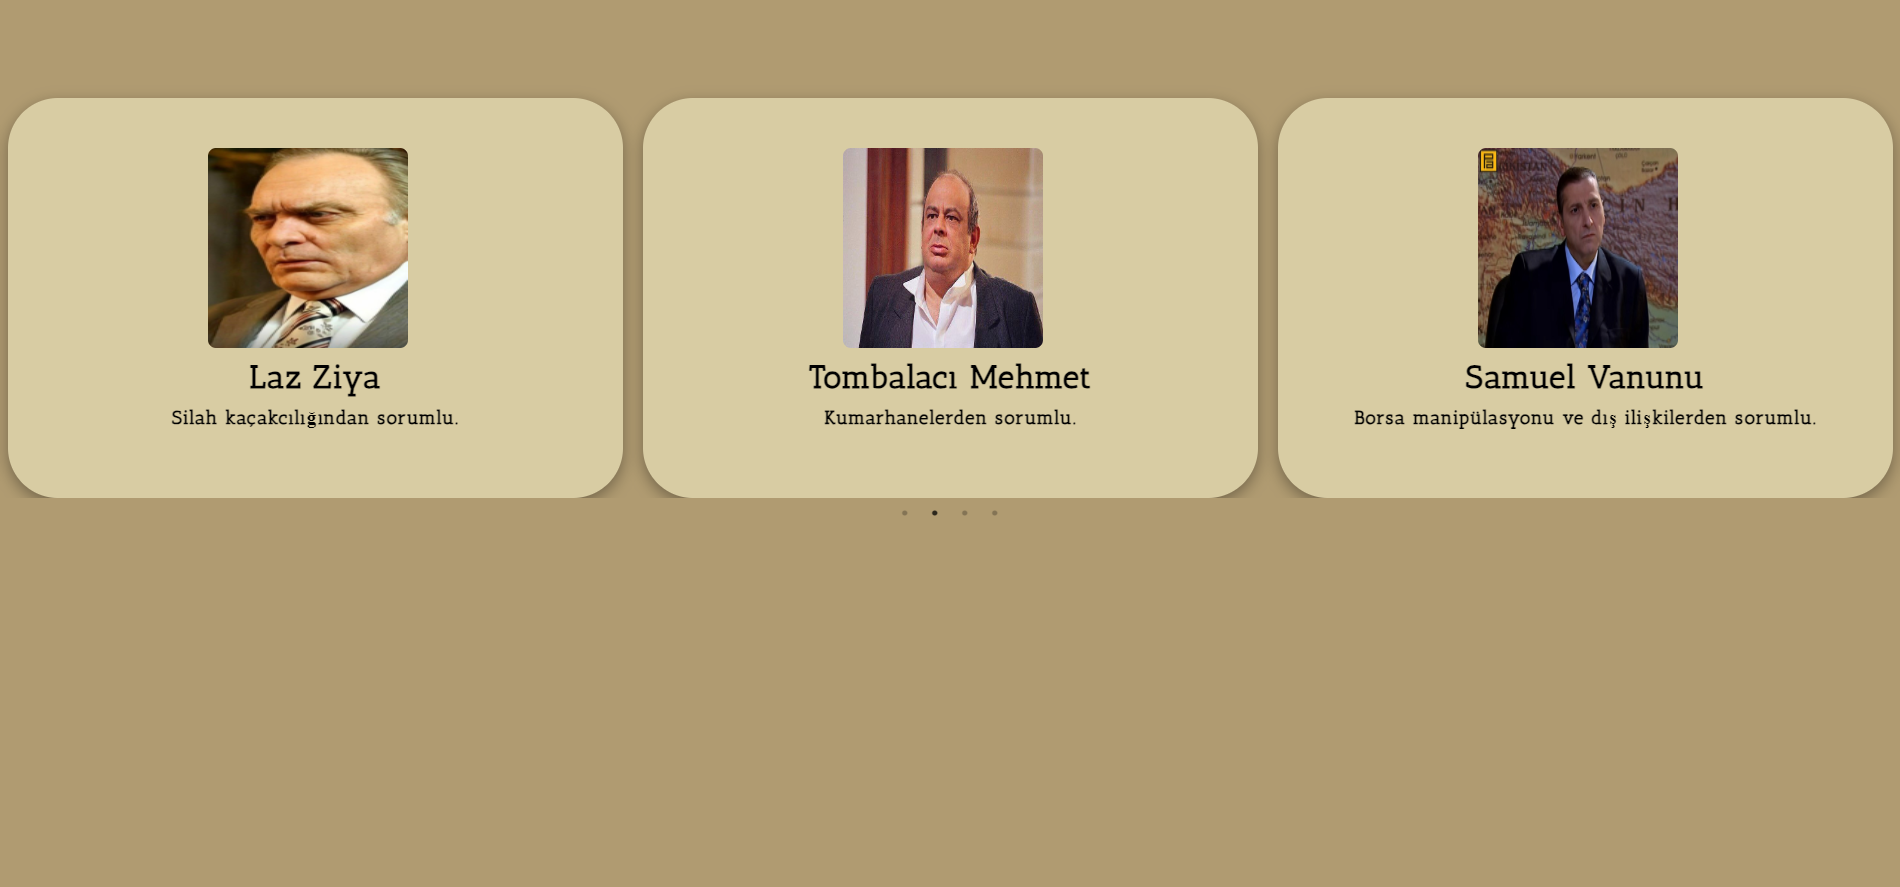 Laz Ziya
Silah kaçakcılığından sorumlu.
Tombalacı Mehmet
Kumarhanelerden sorumlu.
Samuel Vanunu
Borsa manipülasyonu ve dış ilişkilerden sorumlu.